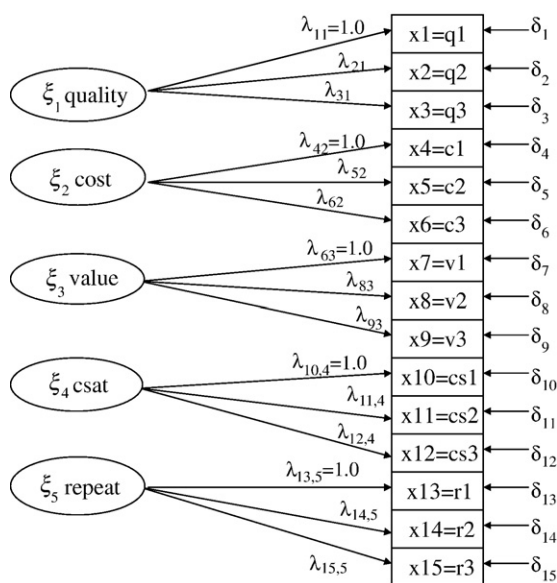 λ₁₁=1.0 x1=q1 δ₁
λ₂₁ x2=q2 δ₂
ξ₁ quality λ₃₁ x3=q3 δ₃
λ₄₂=1.0 x4=c1 δ₄
ξ₂ cost λ₅₂ x5=c2 δ₅
λ₆₂ x6=c3 δ₆
λ₆₃=1.0 x7=v1 δ₇
ξ₃ value λ₈₃ x8=v2 δ₈
λ₉₃ x9=v3 δ₉
λ₁₀,₄=1.0 x10=cs1 δ₁₀
ξ₄ csat λ₁₁,₄ x11=cs2 δ₁₁
λ₁₂,₄ x12=cs3 δ₁₂
ξ₅ repeat λ₁₃,₅=1.0 x13=r1 δ₁₃
λ₁₄,₅ x14=r2 δ₁₄
λ₁₅,₅ x15=r3 δ₁₅